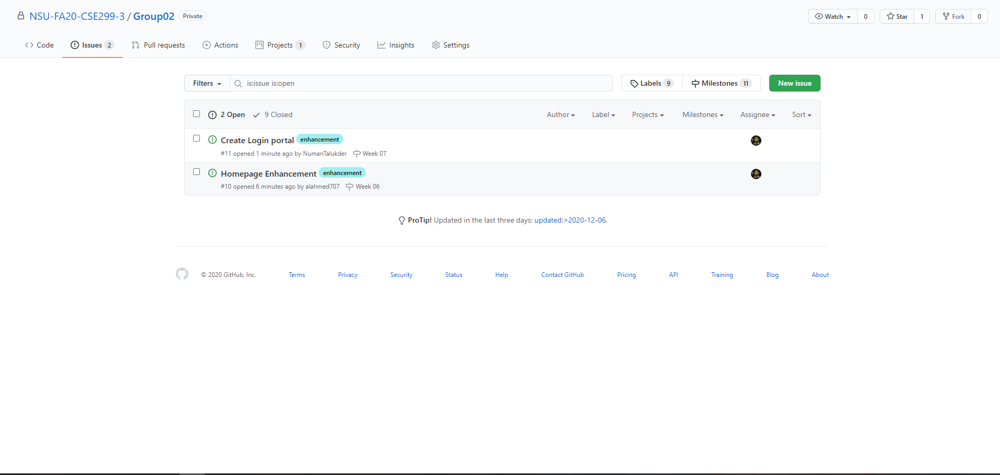 NSU-FA20-CSE299-3 / Group02 Private
Watch 0 Star 1 Fork 0
Code Issues 2 Pull requests Actions Projects 1 Security Insights Settings
Filters is:issue is:open Labels 9 Milestones 11 New issue
2 Open 9 Closed Author Label Projects Milestones Assignee Sort
Create Login portal enhancement
#11 opened 1 minute ago by NumanTalukder Week 07
Homepage Enhancement enhancement
#10 opened 6 minutes ago by alahmed707 Week 06
ProTip! Updated in the last three days: updated:>2020-12-06.
© 2020 GitHub, Inc. Terms Privacy Security Status Help Contact GitHub Pricing API Training Blog About